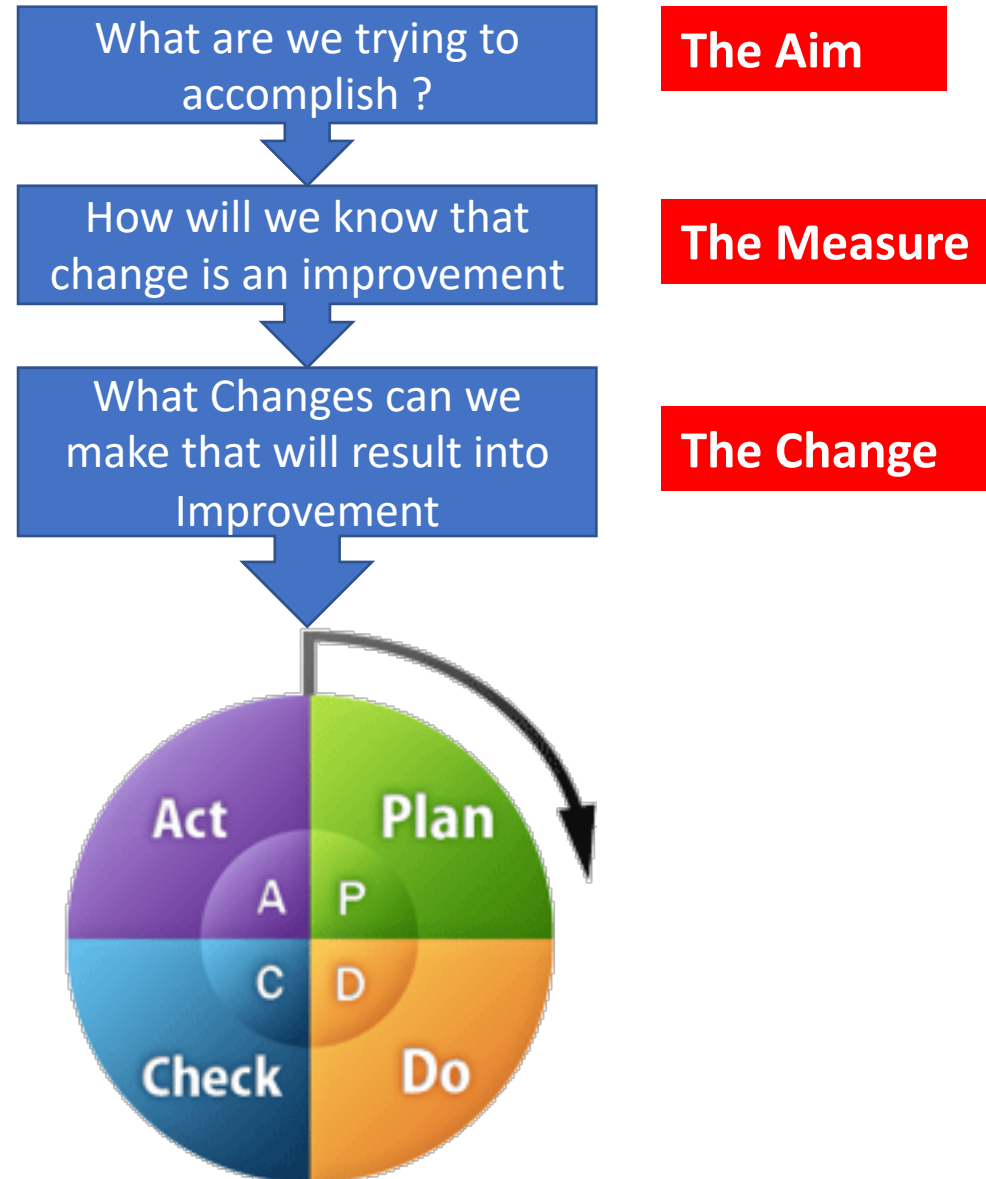 What are we trying to
accomplish ?
The Aim
How will we know that
change is an improvement
The Measure
What Changes can we
make that will result into
Improvement
The Change
Act
Plan
A
P
C
D
Check
Do